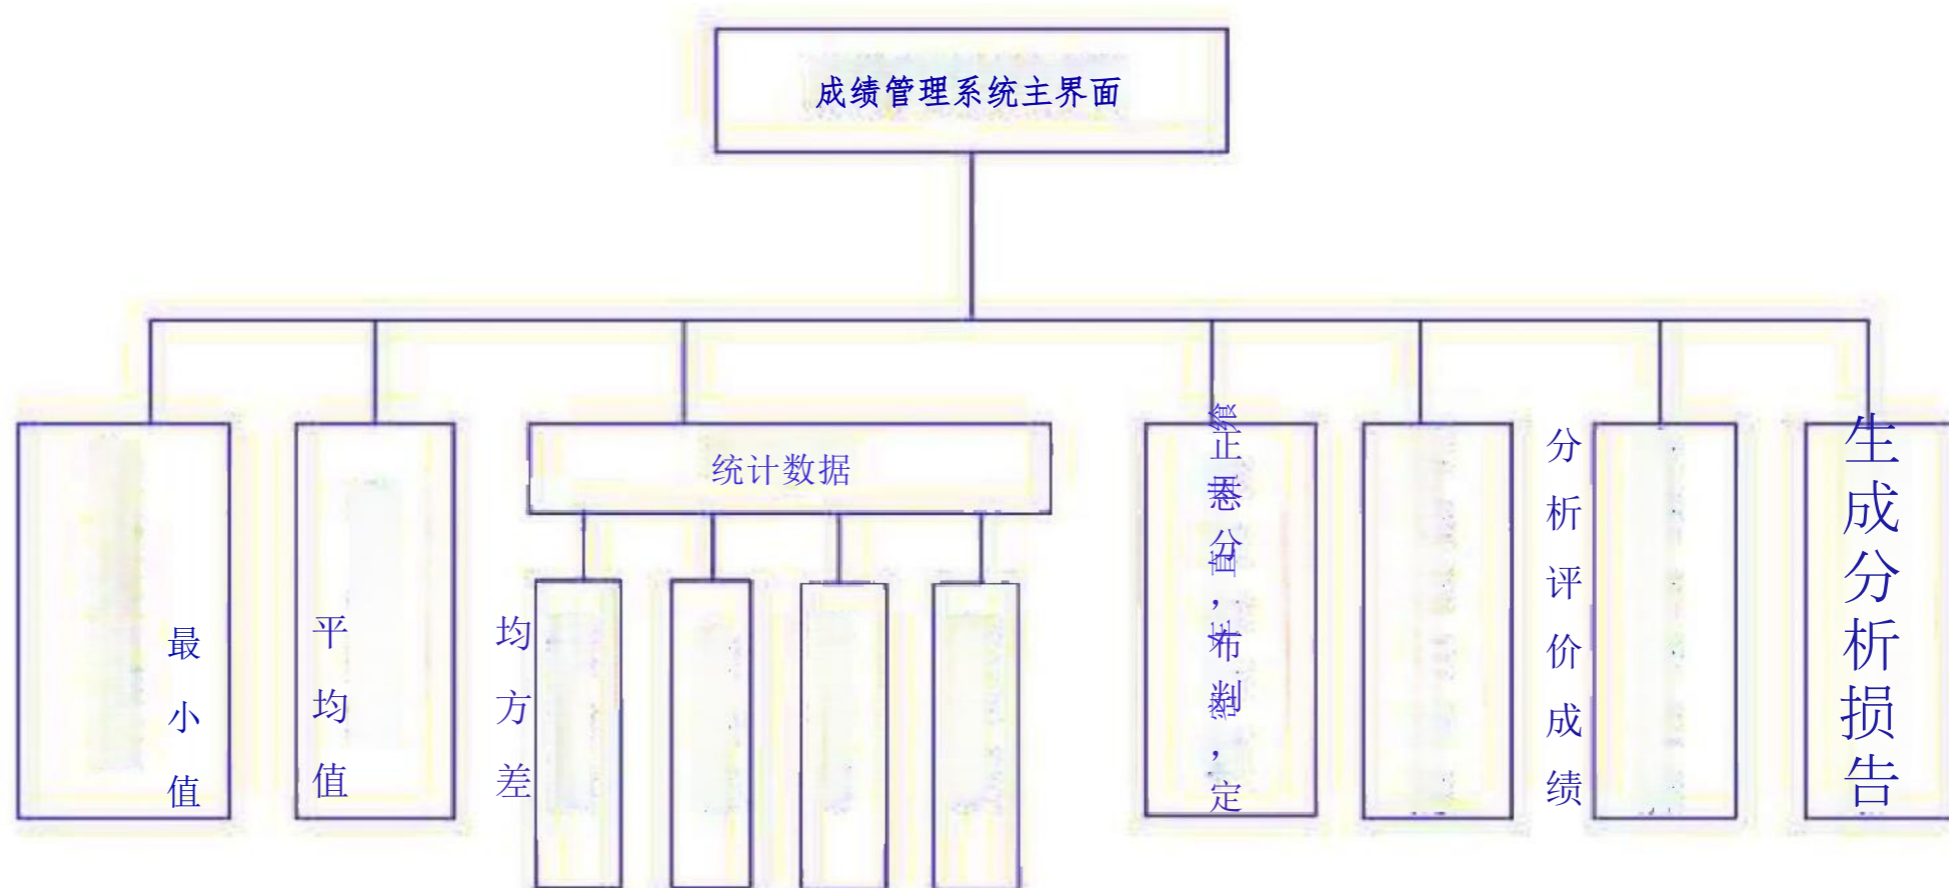 成绩管理系统主界面
统计数据
最小值
平均值
均方差
分析评价成绩
生成分析损告